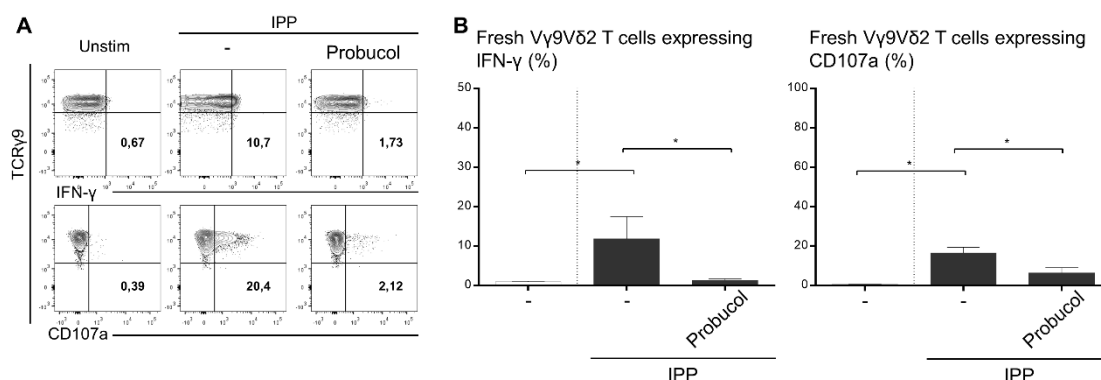 A
IPP
Unstim
-
Probucol
TCRγ9
0,67
10,7
1,73
IFN-γ
0,39
20,4
2,12
CD107a
B
Fresh Vγ9Vδ2 T cells expressing
IFN-γ (%)
50
40
30
20
10
0
*
*
-
-
Probucol
IPP
Fresh Vγ9Vδ2 T cells expressing
CD107a (%)
100
80
60
40
20
0
*
*
-
-
Probucol
IPP